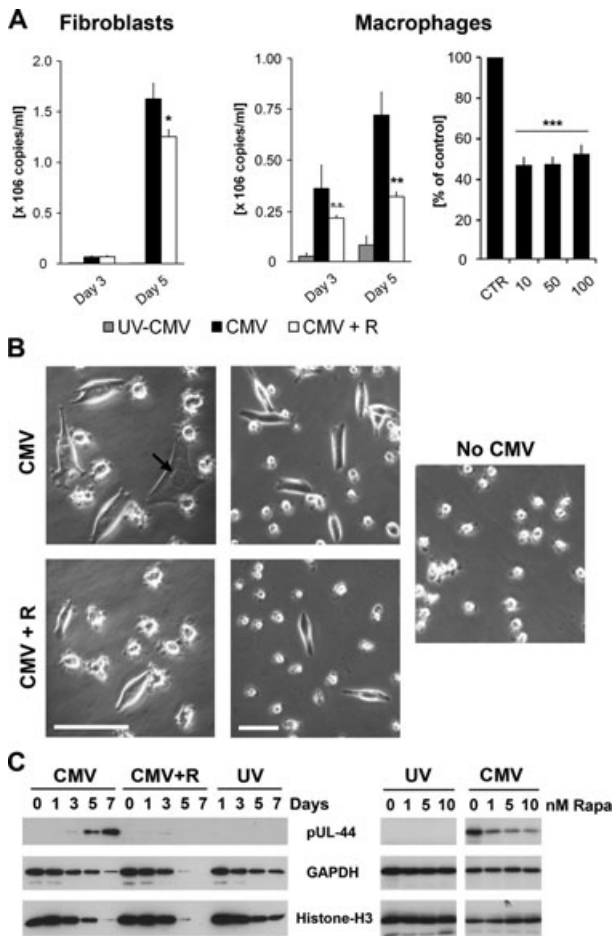 A
Fibroblasts
Macrophages
[x 106 copies/ml]
2.0
1.5
1.0
0.5
0
*
Day 3
Day 5
[x 106 copies/ml]
1.00
0.75
0.50
0.25
0
n.s.
**
Day 3
Day 5
[% of control]
100
80
60
40
20
0
***
CTR
10
50
100
UV-CMV CMV CMV + R
B
CMV
No CMV
CMV + R
C
CMV CMV+R UV UV CMV
0 1 3 5 7 0 1 3 5 7 1 3 5 7 Days 0 1 5 10 0 1 5 10 nM Rapa
pUL-44
GAPDH
Histone-H3